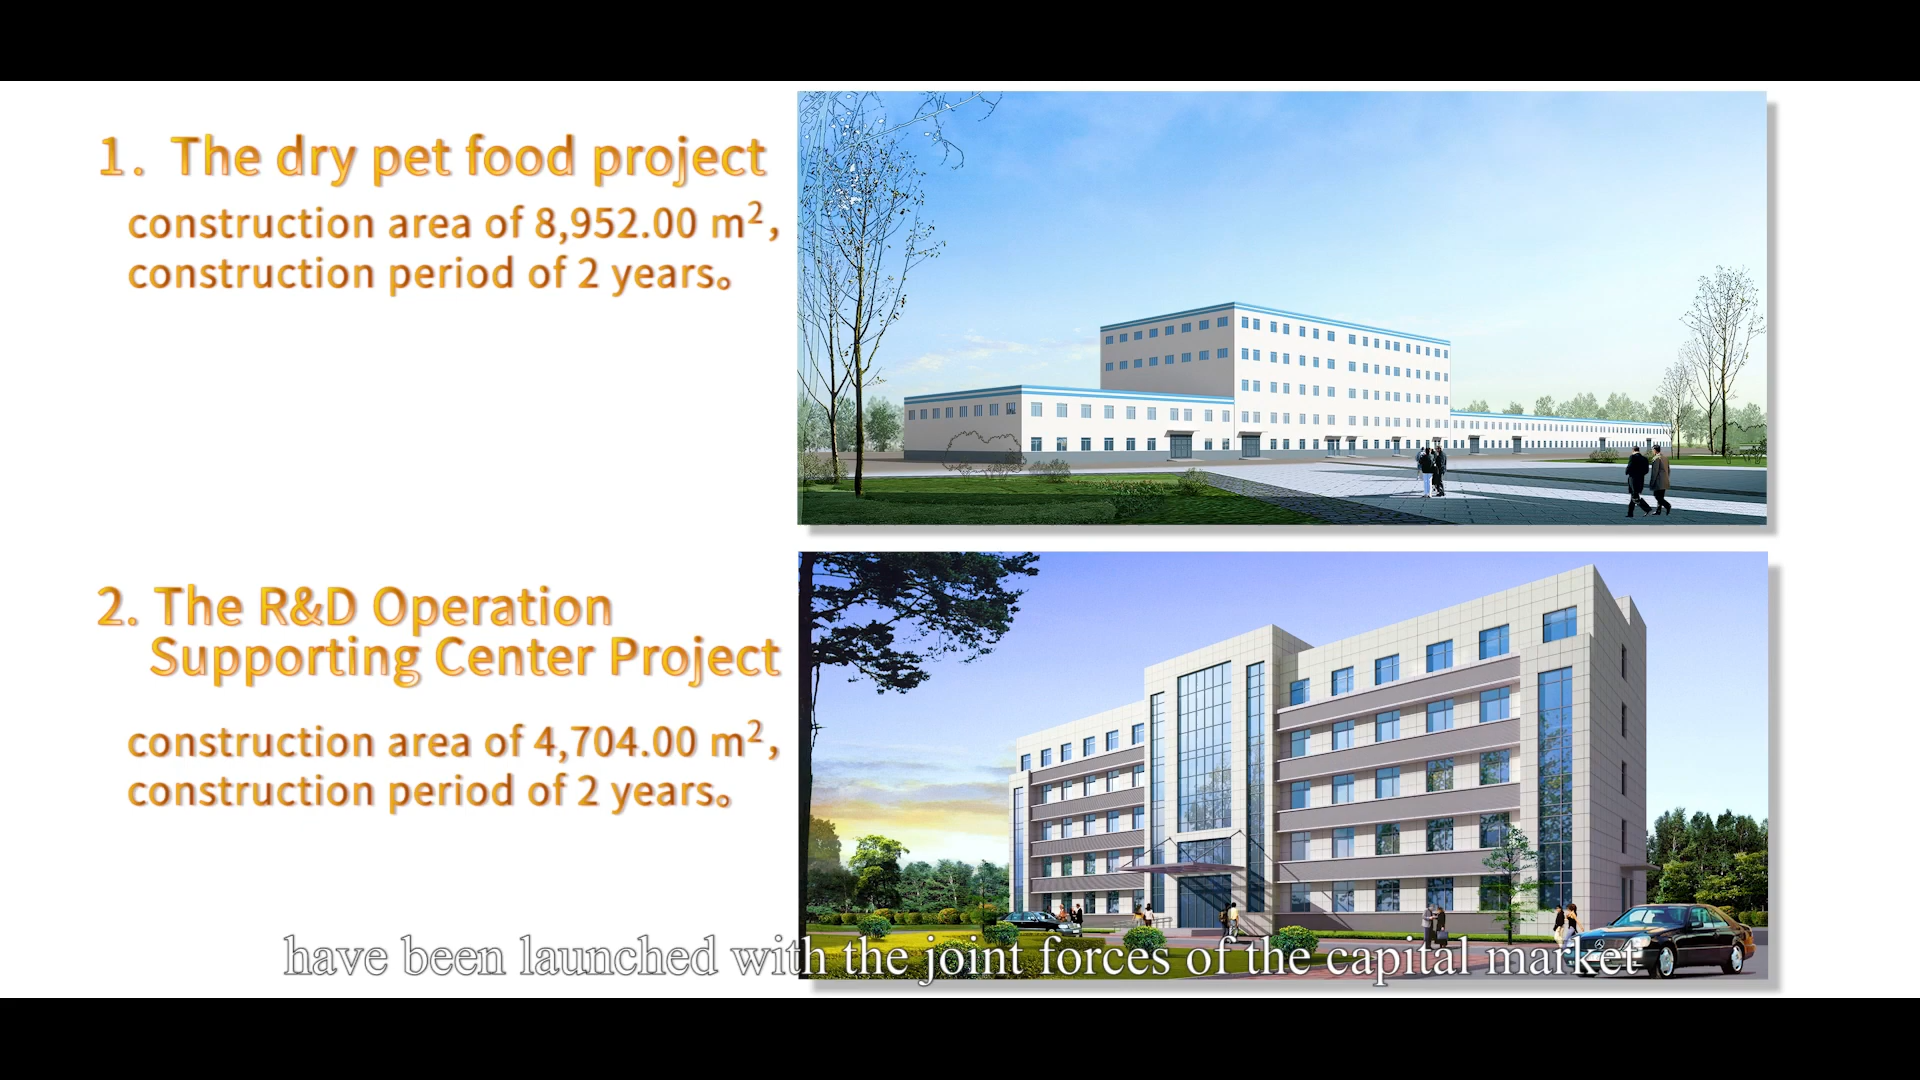 1. The dry pet food project
construction area of 8,952.00 m²,
construction period of 2 years。
2. The R&D Operation
Supporting Center Project
construction area of 4,704.00 m²,
construction period of 2 years。
have been launched with the joint forces of the capital market